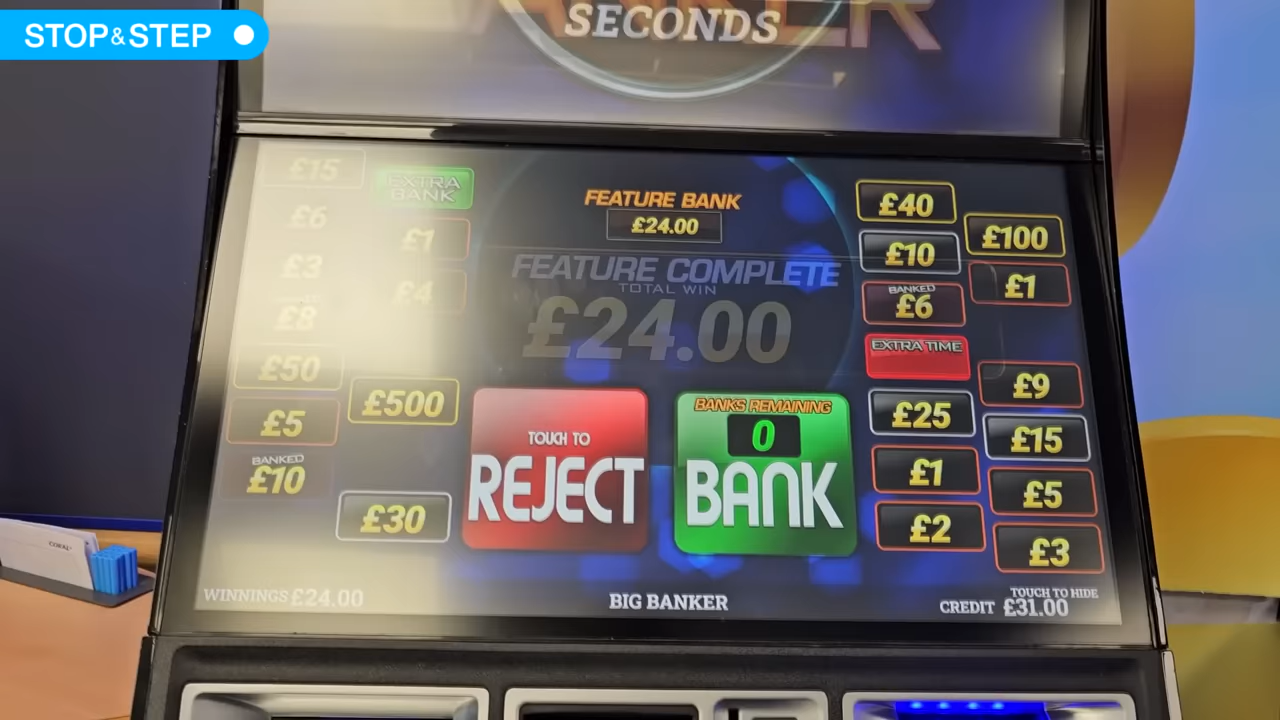 STOP&STEP
SECONDS
£15
EXTRA
BANK
£6
£1
£3
£4
£8
£50
£500
£5
BANKED
£10
£30
FEATURE BANK
£24.00
FEATURE COMPLETE
TOTAL WIN
£24.00
TOUCH TO
REJECT
BANKS REMAINING
0
BANK
£40
£100
£10
£1
BANKED
£6
EXTRA TIME
£9
£25
£15
£1
£5
£2
£3
WINNINGS £24.00
BIG BANKER
TOUCH TO HIDE
CREDIT £31.00
CORAL